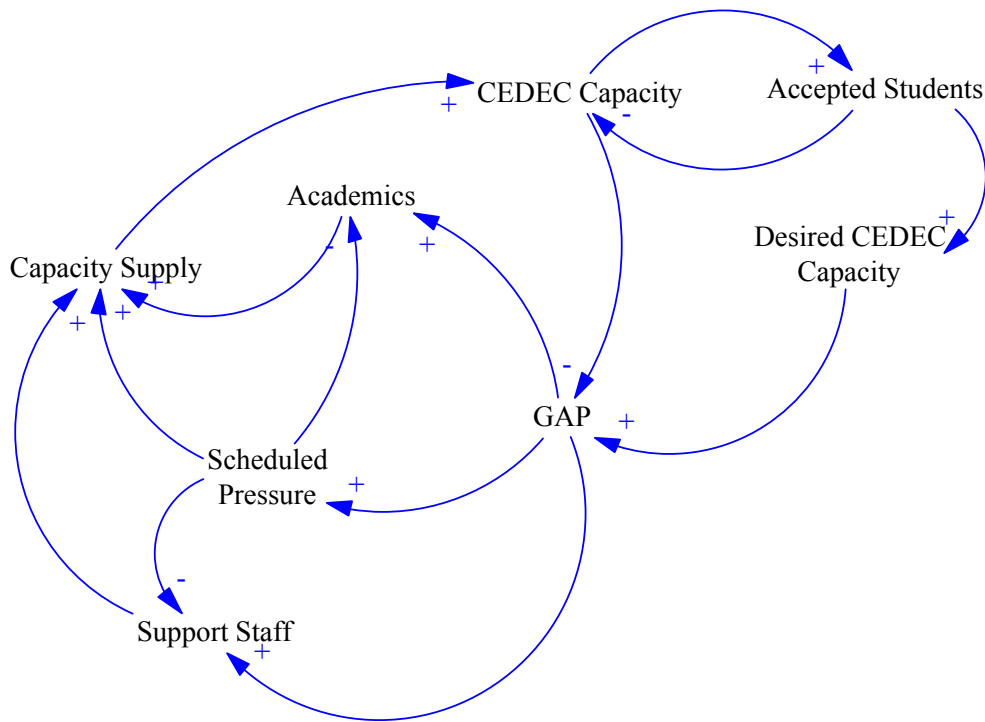 CEDEC Capacity
Accepted Students
+
+
-
Academics
-
+
Desired CEDEC
Capacity
+
Capacity Supply
+
+
+
-
GAP
+
Scheduled
Pressure
+
-
Support Staff
+